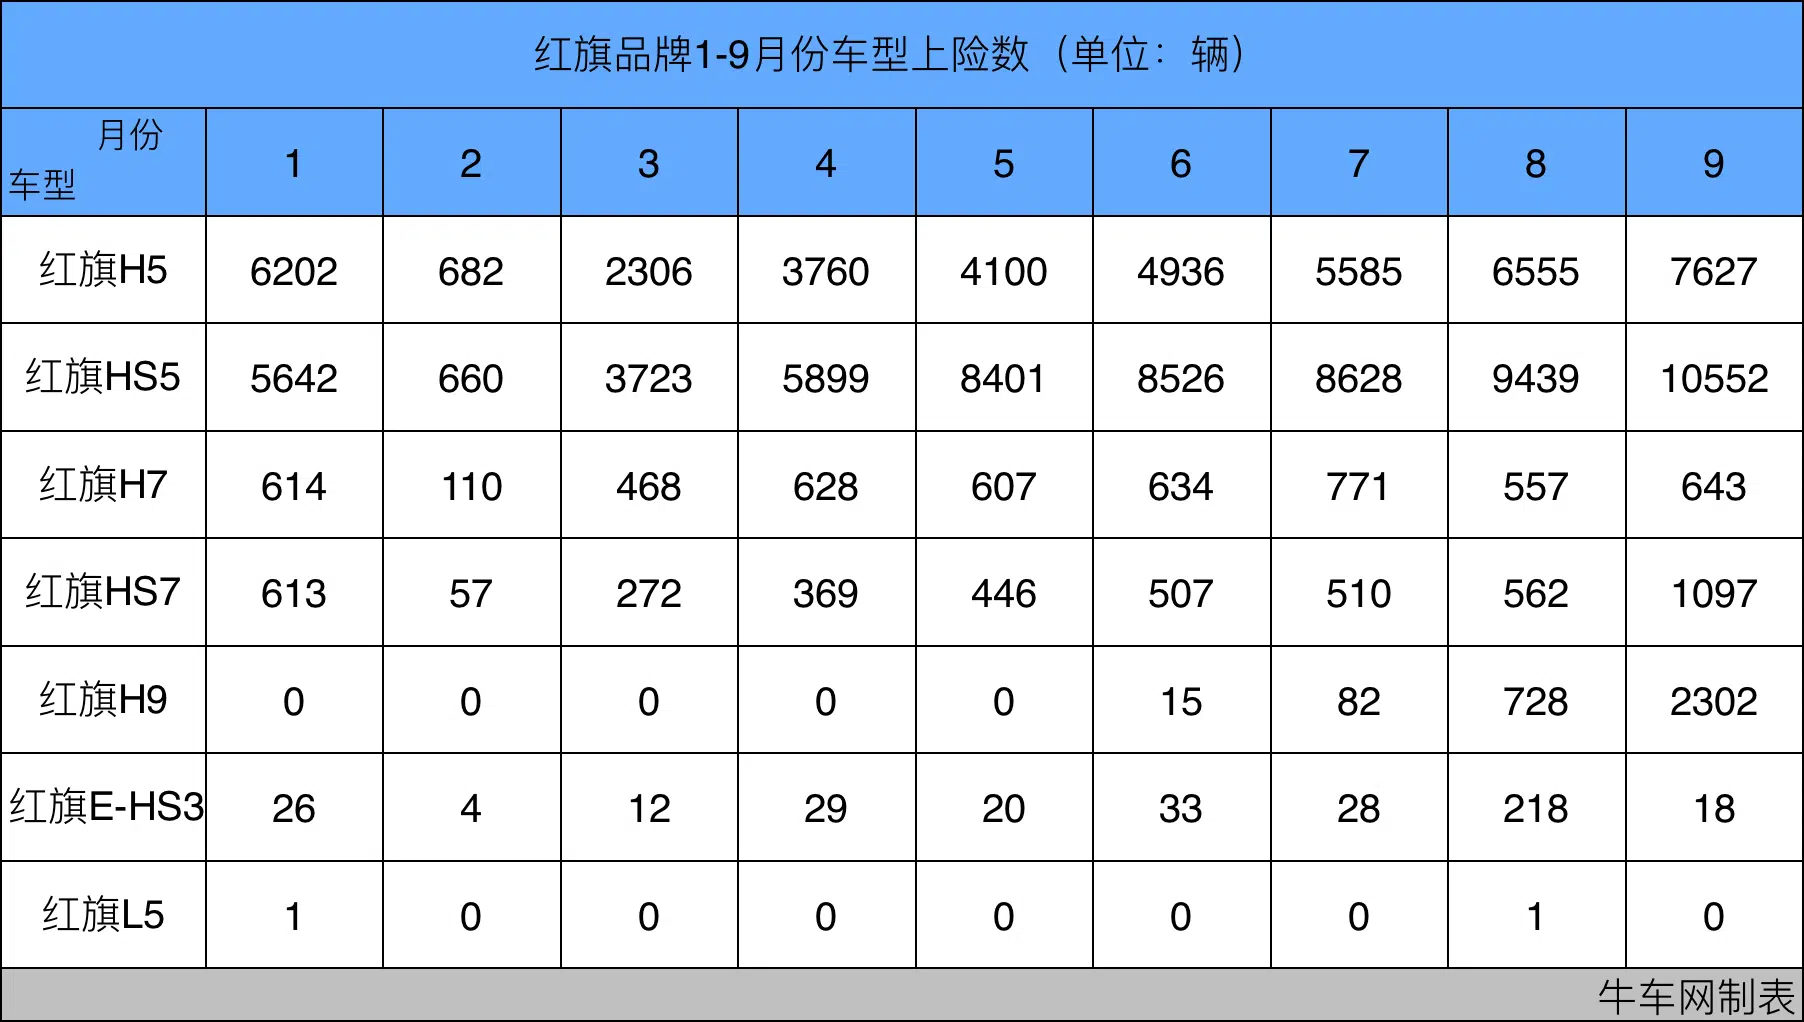 红旗品牌1-9月份车型上险数（单位：辆）
月份
车型 1 2 3 4 5 6 7 8 9
红旗H5 6202 682 2306 3760 4100 4936 5585 6555 7627
红旗HS5 5642 660 3723 5899 8401 8526 8628 9439 10552
红旗H7 614 110 468 628 607 634 771 557 643
红旗HS7 613 57 272 369 446 507 510 562 1097
红旗H9 0 0 0 0 0 15 82 728 2302
红旗E-HS3 26 4 12 29 20 33 28 218 18
红旗L5 1 0 0 0 0 0 0 1 0
牛车网制表